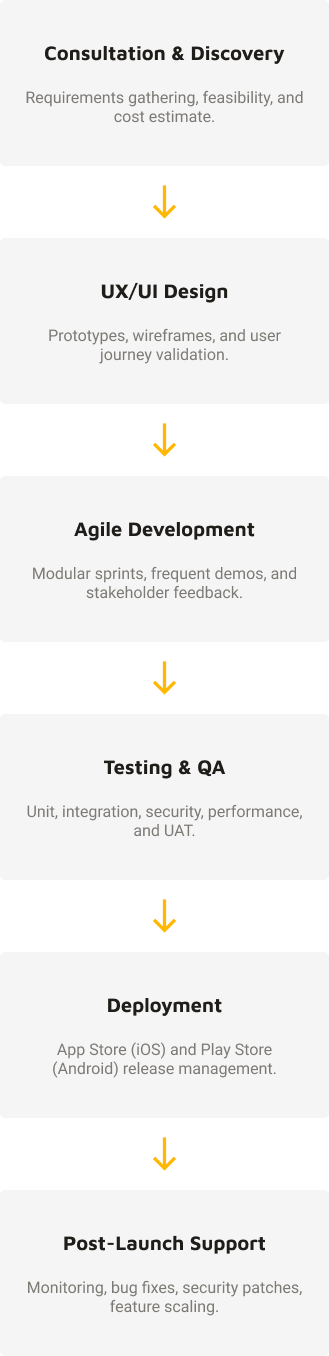 Consultation & Discovery
Requirements gathering, feasibility, and
cost estimate.
UX/UI Design
Prototypes, wireframes, and user
journey validation.
Agile Development
Modular sprints, frequent demos, and
stakeholder feedback.
Testing & QA
Unit, integration, security, performance,
and UAT.
Deployment
App Store (iOS) and Play Store
(Android) release management.
Post-Launch Support
Monitoring, bug fixes, security patches,
feature scaling.